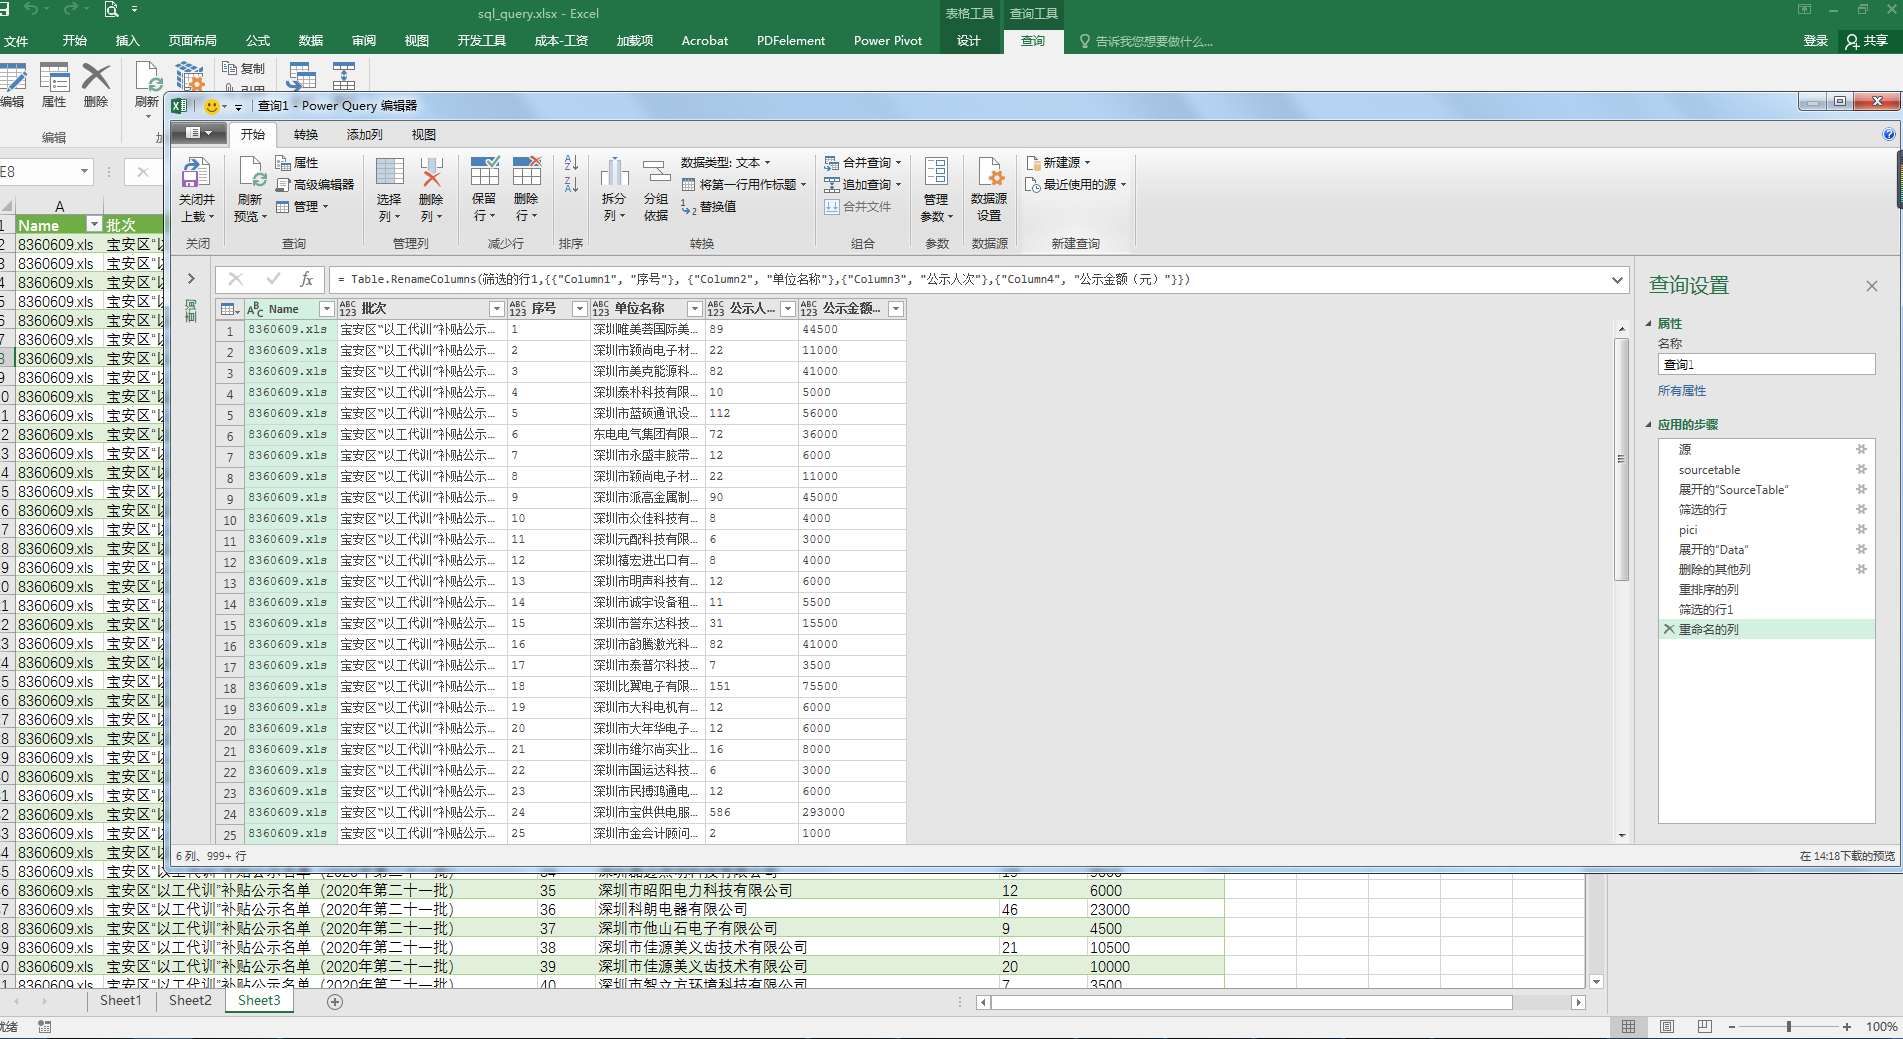 sql_query.xlsx - Excel
表格工具 查询工具
文件 开始 插入 页面布局 公式 数据 审阅 视图 开发工具 成本-工资 加载项 Acrobat PDFelement Power Pivot 设计 查询 告诉我您想要做什么... 登录 共享
编辑 属性 删除 刷新 复制
编辑
查询1 - Power Query 编辑器
开始 转换 添加列 视图
关闭并上载 刷新预览 属性 高级编辑器 管理 选择列 删除列 保留行 删除行 拆分列 分组依据 数据类型: 文本 将第一行用作标题 替换值 合并查询 追加查询 合并文件 管理参数 数据源设置 新建源 最近使用的源
关闭 查询 管理列 减少行 排序 转换 组合 参数 数据源 新建查询
E8
= Table.RenameColumns(筛选的行1,{{"Column1", "序号"}, {"Column2", "单位名称"},{"Column3", "公示人次"},{"Column4", "公示金额（元）"}})
查询
A
Name 批次
Name 批次 序号 单位名称 公示人... 公示金额...
1 8360609.xls 宝安区“以工代训”补贴公示... 1 深圳唯美荟国际美... 89 44500
2 8360609.xls 宝安区“以工代训”补贴公示... 2 深圳市颖尚电子材... 22 11000
3 8360609.xls 宝安区“以工代训”补贴公示... 3 深圳市美克能源科... 82 41000
4 8360609.xls 宝安区“以工代训”补贴公示... 4 深圳泰朴科技有限... 10 5000
5 8360609.xls 宝安区“以工代训”补贴公示... 5 深圳市蓝硕通讯设... 112 56000
6 8360609.xls 宝安区“以工代训”补贴公示... 6 东电电气集团有限... 72 36000
7 8360609.xls 宝安区“以工代训”补贴公示... 7 深圳市永盛丰胶带... 12 6000
8 8360609.xls 宝安区“以工代训”补贴公示... 8 深圳市颖尚电子材... 22 11000
9 8360609.xls 宝安区“以工代训”补贴公示... 9 深圳市派高金属制... 90 45000
10 8360609.xls 宝安区“以工代训”补贴公示... 10 深圳市众佳科技有... 8 4000
11 8360609.xls 宝安区“以工代训”补贴公示... 11 深圳元配科技有限... 6 3000
12 8360609.xls 宝安区“以工代训”补贴公示... 12 深圳禧宏进出口有... 8 4000
13 8360609.xls 宝安区“以工代训”补贴公示... 13 深圳市明声科技有... 12 6000
14 8360609.xls 宝安区“以工代训”补贴公示... 14 深圳市诚宇设备租... 11 5500
15 8360609.xls 宝安区“以工代训”补贴公示... 15 深圳市誉东达科技... 31 15500
16 8360609.xls 宝安区“以工代训”补贴公示... 16 深圳市韵腾激光科... 82 41000
17 8360609.xls 宝安区“以工代训”补贴公示... 17 深圳市泰普尔科技... 7 3500
18 8360609.xls 宝安区“以工代训”补贴公示... 18 深圳比翼电子有限... 151 75500
19 8360609.xls 宝安区“以工代训”补贴公示... 19 深圳市大科电机有... 12 6000
20 8360609.xls 宝安区“以工代训”补贴公示... 20 深圳市大年华电子... 12 6000
21 8360609.xls 宝安区“以工代训”补贴公示... 21 深圳市维尔尚实业... 16 8000
22 8360609.xls 宝安区“以工代训”补贴公示... 22 深圳市国运达科技... 6 3000
23 8360609.xls 宝安区“以工代训”补贴公示... 23 深圳市民搏鸿通电... 12 6000
24 8360609.xls 宝安区“以工代训”补贴公示... 24 深圳市宝供供电服... 586 293000
25 8360609.xls 宝安区“以工代训”补贴公示... 25 深圳市金会计顾问... 2 1000
查询设置
属性
名称
查询1
所有属性
应用的步骤
源
sourcetable
展开的“SourceTable”
筛选的行
pici
展开的“Data”
删除的其他列
重排序的列
筛选的行1
重命名的列
6 列、999+ 行
在 14:18下载的预览
8360609.xls 宝安区“以工代训”补贴公示名单（2020年第二十一批） 35 深圳市昭阳电力科技有限公司 12 6000
8360609.xls 宝安区“以工代训”补贴公示名单（2020年第二十一批） 36 深圳科朗电器有限公司 46 23000
8360609.xls 宝安区“以工代训”补贴公示名单（2020年第二十一批） 37 深圳市他山石电子有限公司 9 4500
8360609.xls 宝安区“以工代训”补贴公示名单（2020年第二十一批） 38 深圳市佳源美义齿技术有限公司 21 10500
8360609.xls 宝安区“以工代训”补贴公示名单（2020年第二十一批） 39 深圳市佳源美义齿技术有限公司 20 10000
8360609.xls 宝安区“以工代训”补贴公示名单（2020年第二十一批） 40 深圳市智立方环境科技有限公司 7 3500
Sheet1 Sheet2 Sheet3
就绪
100%